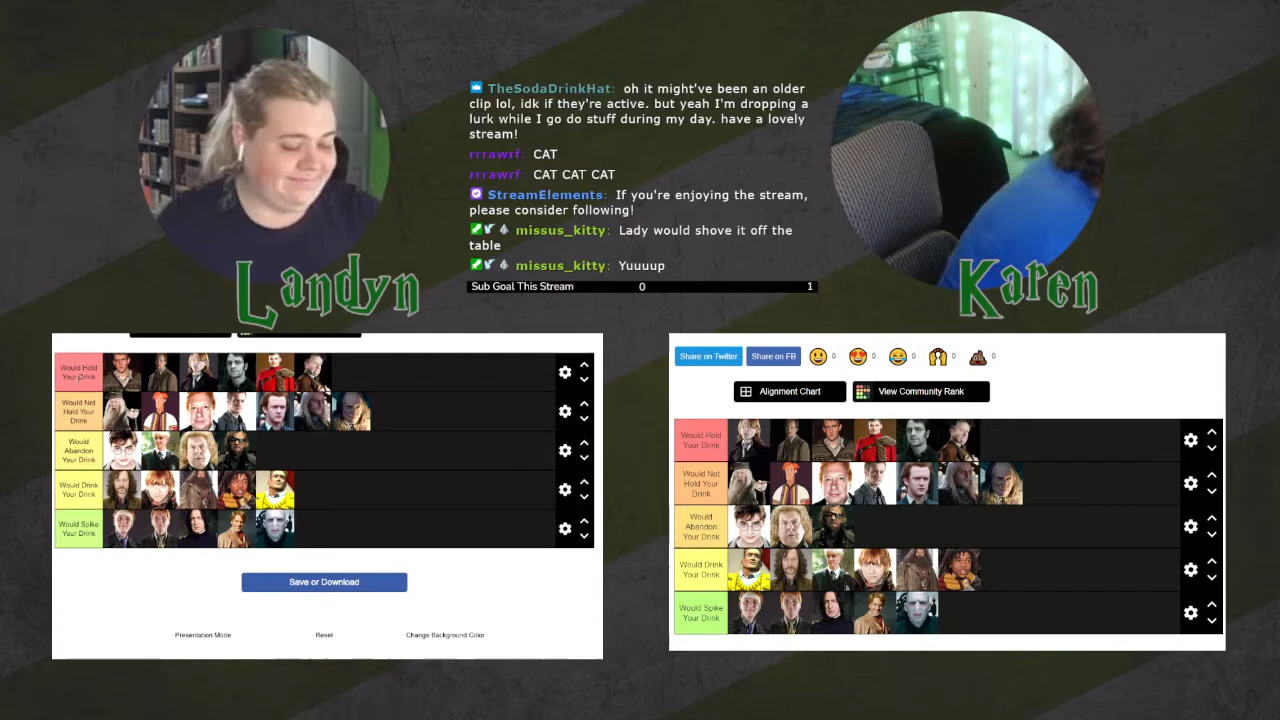 TheSodaDrinkHat: oh it might've been an older
clip lol, idk if they're active. but yeah I'm dropping a
lurk while I go do stuff during my day. have a lovely
stream!
rrrawrf: CAT
rrrawrf: CAT CAT CAT
StreamElements: If you're enjoying the stream,
please consider following!
missus_kitty: Lady would shove it off the
table
missus_kitty: Yuuuup
Sub Goal This Stream 0 1
Landyn
Karen
Would Hold
Your Drink
Would Not
Hold Your
Drink
Would
Abandon
Your Drink
Would Drink
Your Drink
Would Spike
Your Drink
Save or Download
Presentation Mode Reset Change Background Color
Share on Twitter Share on FB 0 0 0 0 0
Alignment Chart View Community Rank
Would Hold
Your Drink
Would Not
Hold Your
Drink
Would
Abandon
Your Drink
Would Drink
Your Drink
Would Spike
Your Drink